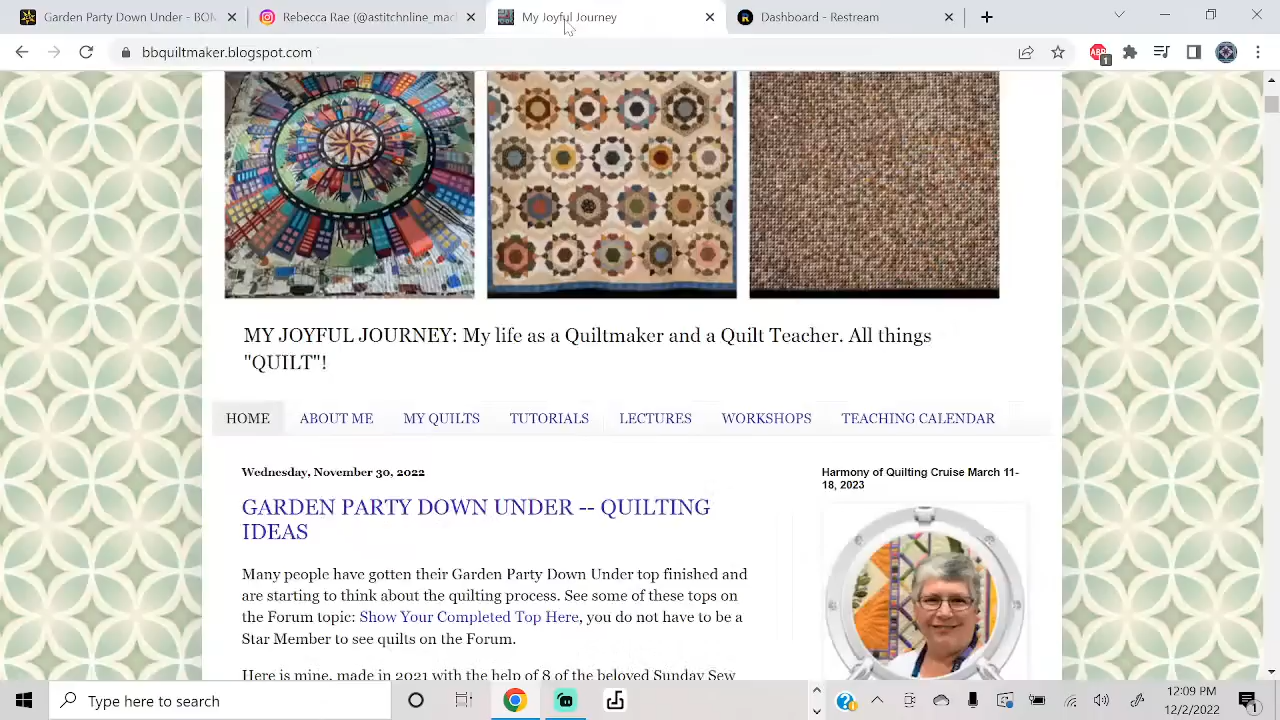 Garden Party Down Under - BOM
Rebecca Rae (@astitchnline_mar
My Joyful Journey
Dashboard - Restream
bbquiltmaker.blogspot.com
ABP
1
MY JOYFUL JOURNEY: My life as a Quiltmaker and a Quilt Teacher. All things
"QUILT"!
HOME ABOUT ME MY QUILTS TUTORIALS LECTURES WORKSHOPS TEACHING CALENDAR
Wednesday, November 30, 2022
GARDEN PARTY DOWN UNDER -- QUILTING
IDEAS
Many people have gotten their Garden Party Down Under top finished and
are starting to think about the quilting process. See some of these tops on
the Forum topic: Show Your Completed Top Here, you do not have to be a
Star Member to see quilts on the Forum.
Here is mine, made in 2021 with the help of 8 of the beloved Sunday Sew
Harmony of Quilting Cruise March 11-
18, 2023
Type here to search
12:09 PM
12/2/2022
1